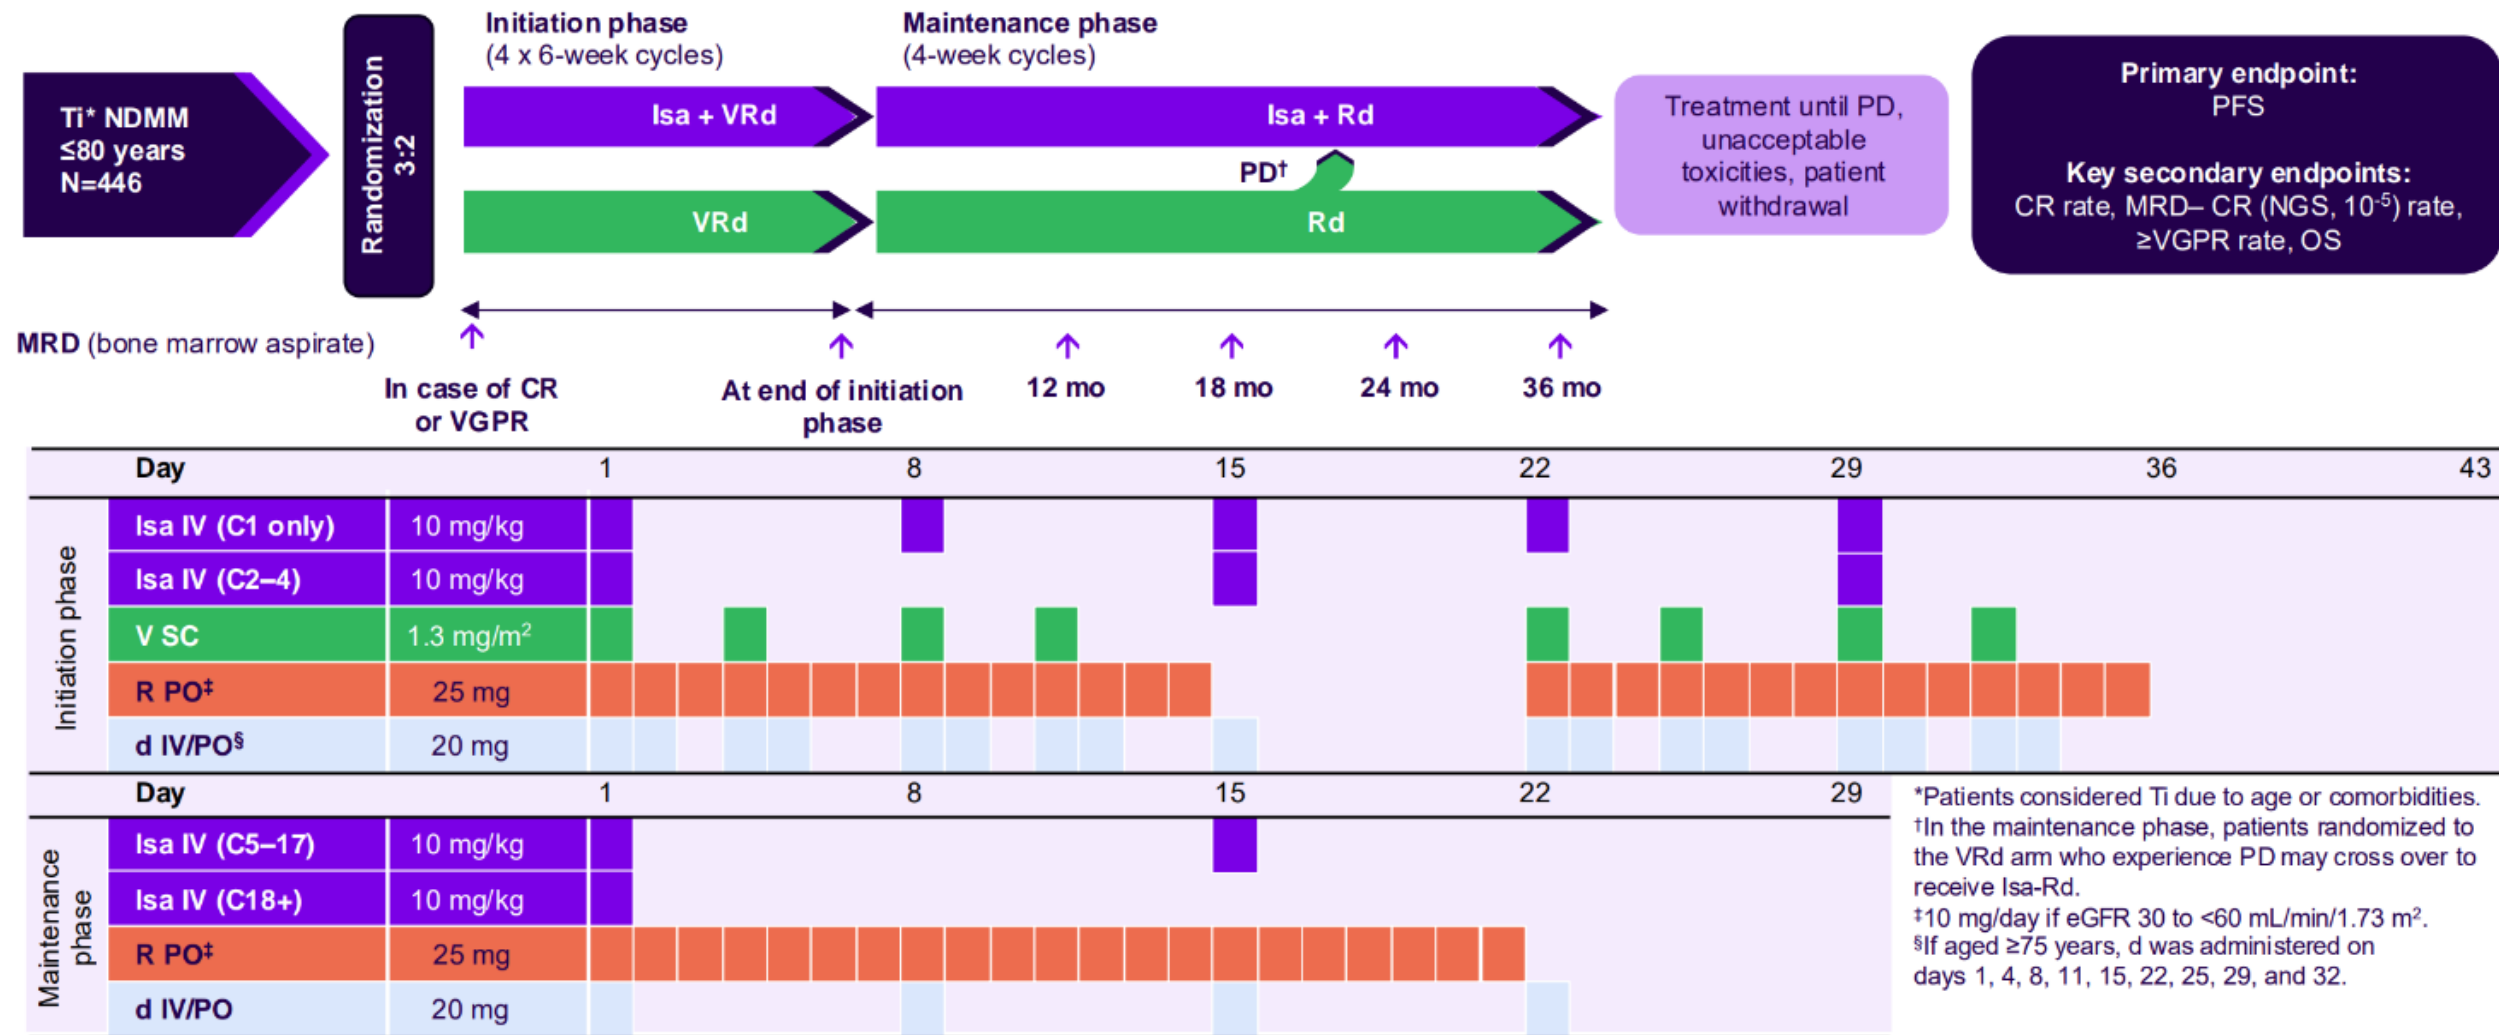 Initiation phase
(4 x 6-week cycles)
Maintenance phase
(4-week cycles)
Ti* NDMM
≤80 years
N=446
Randomization
3:2
Isa + VRd
Isa + Rd
PD†
VRd
Rd
Treatment until PD,
unacceptable
toxicities, patient
withdrawal
Primary endpoint:
PFS
Key secondary endpoints:
CR rate, MRD– CR (NGS, 10⁻⁵) rate,
≥VGPR rate, OS
MRD (bone marrow aspirate)
In case of CR
or VGPR
At end of initiation
phase
12 mo
18 mo
24 mo
36 mo
Day 1 8 15 22 29 36 43
Initiation phase
Isa IV (C1 only) 10 mg/kg
Isa IV (C2–4) 10 mg/kg
V SC 1.3 mg/m²
R PO‡ 25 mg
d IV/PO§ 20 mg
Day 1 8 15 22 29
Maintenance
phase
Isa IV (C5–17) 10 mg/kg
Isa IV (C18+) 10 mg/kg
R PO‡ 25 mg
d IV/PO 20 mg
*Patients considered Ti due to age or comorbidities.
†In the maintenance phase, patients randomized to
the VRd arm who experience PD may cross over to
receive Isa-Rd.
‡10 mg/day if eGFR 30 to <60 mL/min/1.73 m².
§If aged ≥75 years, d was administered on
days 1, 4, 8, 11, 15, 22, 25, 29, and 32.